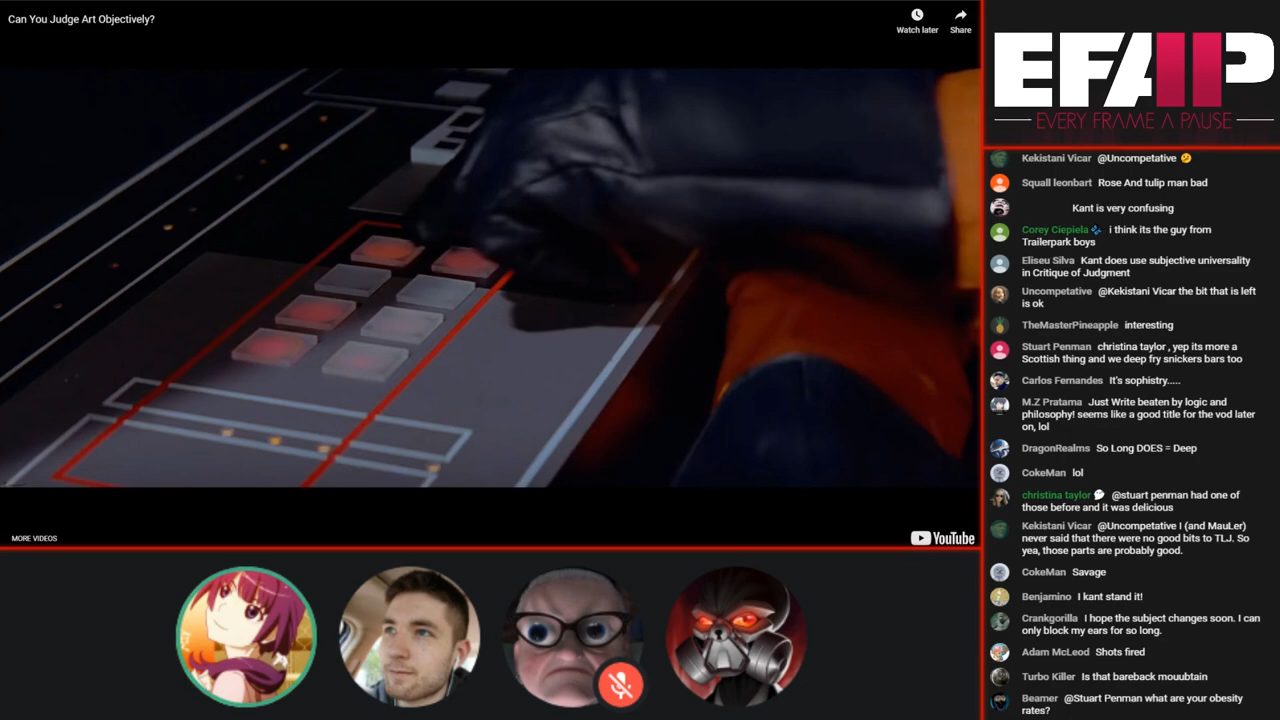 Can You Judge Art Objectively?
Watch later
Share
MORE VIDEOS
YouTube
EFAP
EVERY FRAME A PAUSE
Kekistani Vicar @Uncompetative 🤔
Squall leonbart Rose And tulip man bad
Kant is very confusing
Corey Ciepiela i think its the guy from
Trailerpark boys
Eliseu Silva Kant does use subjective universality
in Critique of Judgment
Uncompetative @Kekistani Vicar the bit that is left
is ok
TheMasterPineapple interesting
Stuart Penman christina taylor , yep its more a
Scottish thing and we deep fry snickers bars too
Carlos Fernandes It's sophistry.....
M.Z Pratama Just Write beaten by logic and
philosophy! seems like a good title for the vod later
on, lol
DragonRealms So Long DOES = Deep
CokeMan lol
christina taylor @stuart penman had one of
those before and it was delicious
Kekistani Vicar @Uncompetative I (and MauLer)
never said that there were no good bits to TLJ. So
yea, those parts are probably good.
CokeMan Savage
Benjamino I kant stand it!
Crankgorilla I hope the subject changes soon. I can
only block my ears for so long.
Adam McLeod Shots fired
Turbo Killer Is that bareback mouubtain
Beamer @Stuart Penman what are your obesity
rates?